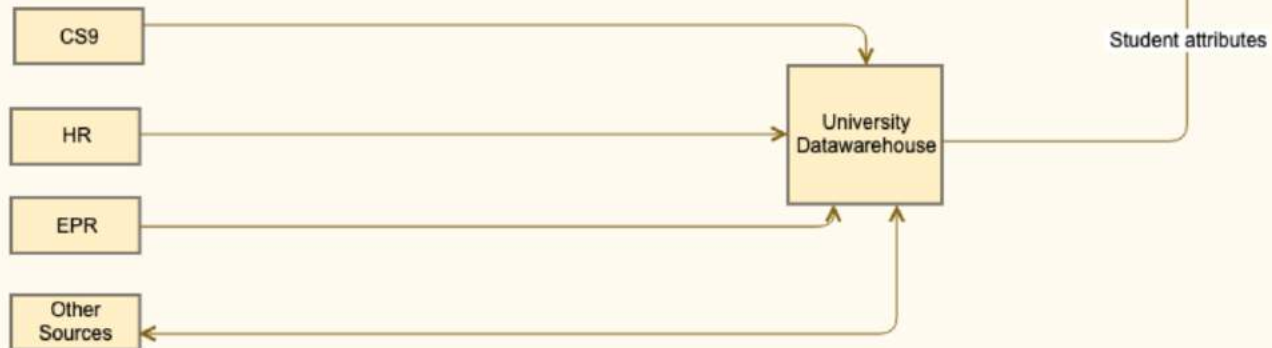 CS9
Student attributes
HR
University
Datawarehouse
EPR
Other
Sources